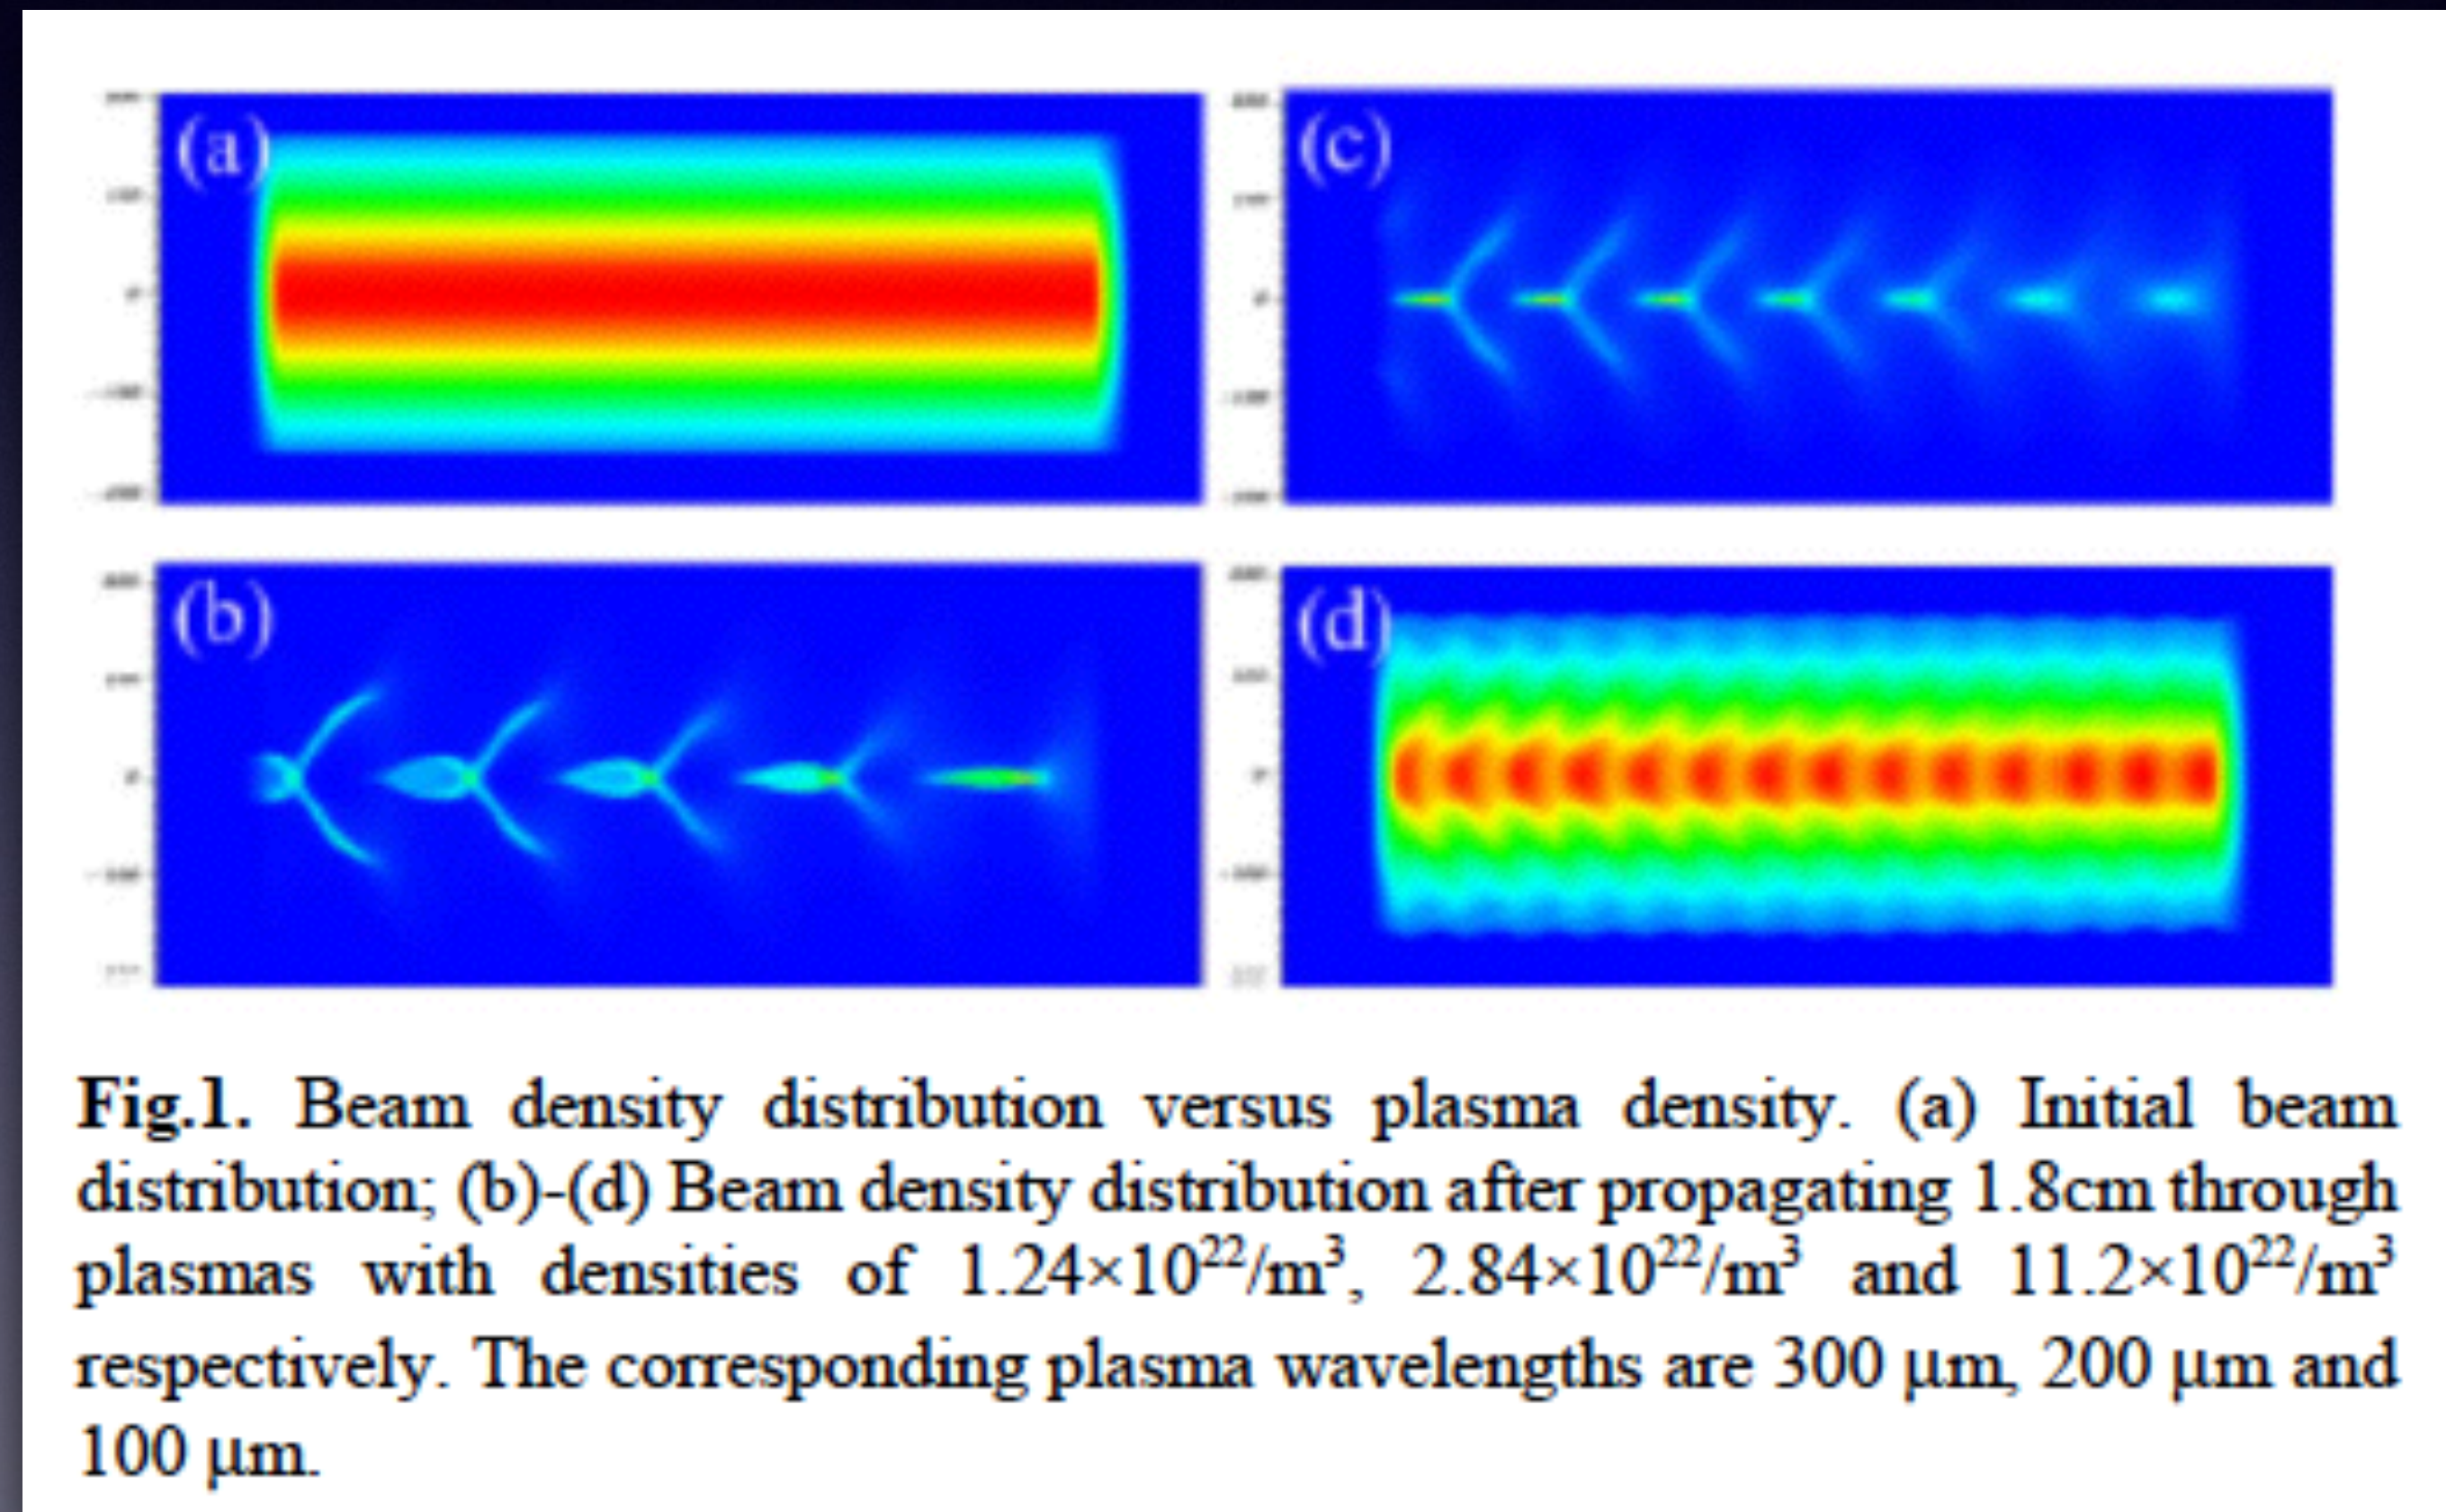 (a)
(c)
(b)
(d)
Fig.1. Beam density distribution versus plasma density. (a) Initial beam
distribution; (b)-(d) Beam density distribution after propagating 1.8cm through
plasmas with densities of 1.24×10²²/m³, 2.84×10²²/m³ and 11.2×10²²/m³
respectively. The corresponding plasma wavelengths are 300 μm, 200 μm and
100 μm.